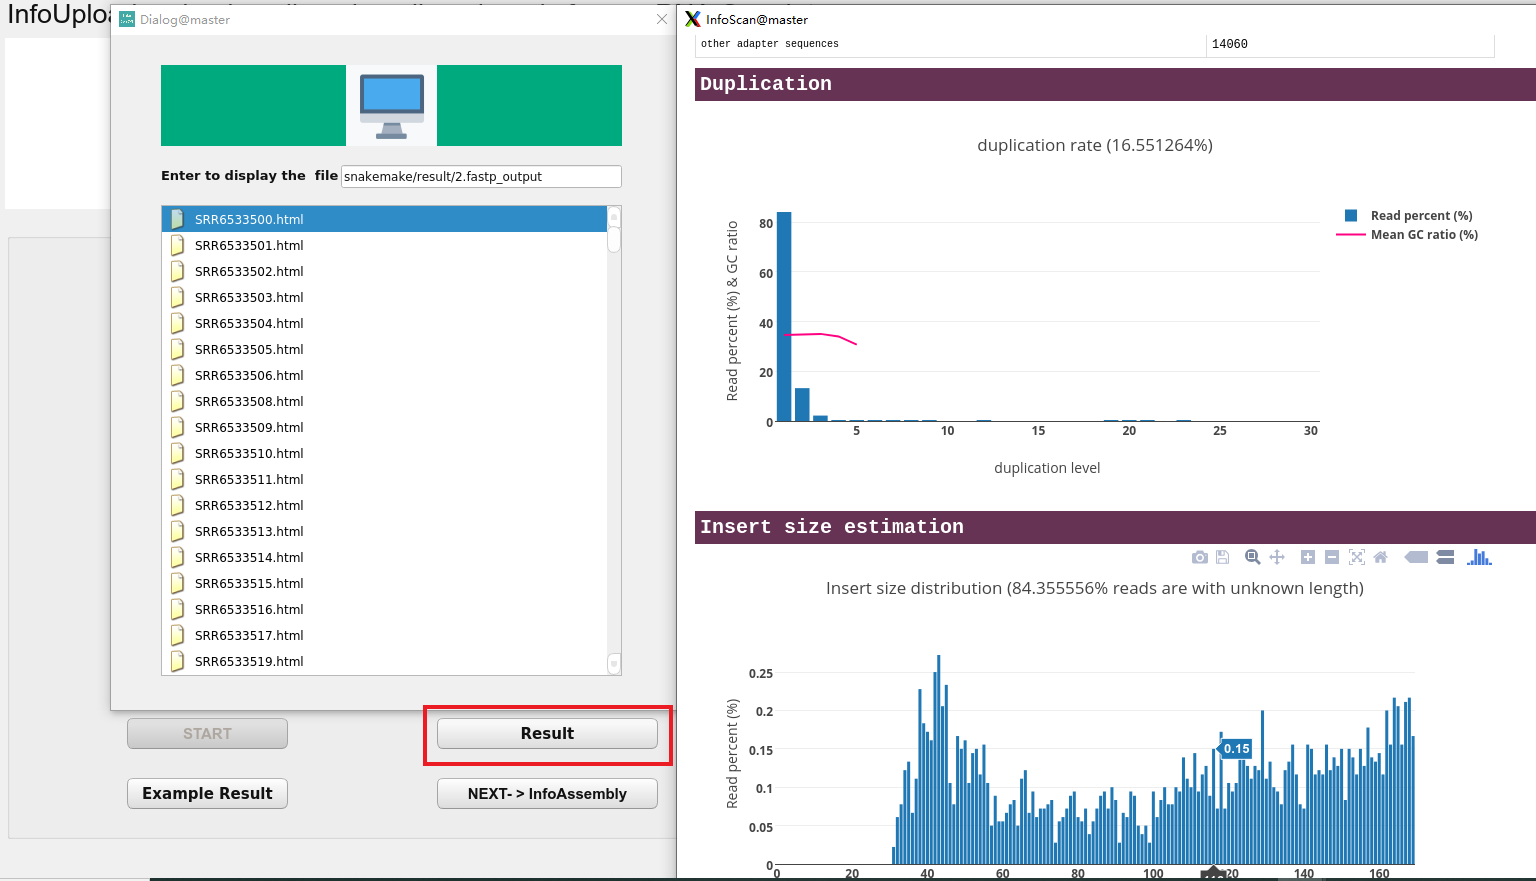 InfoUploa
Dialog@master
Enter to display the file
snakemake/result/2.fastp_output
SRR6533500.html
SRR6533501.html
SRR6533502.html
SRR6533503.html
SRR6533504.html
SRR6533505.html
SRR6533506.html
SRR6533508.html
SRR6533509.html
SRR6533510.html
SRR6533511.html
SRR6533512.html
SRR6533513.html
SRR6533514.html
SRR6533515.html
SRR6533516.html
SRR6533517.html
SRR6533519.html
START
Result
Example Result
NEXT- > InfoAssembly
InfoScan@master
other adapter sequences 14060
Duplication
duplication rate (16.551264%)
Read percent (%) & GC ratio
80
60
40
20
0
5 10 15 20 25 30
duplication level
Read percent (%)
Mean GC ratio (%)
Insert size estimation
Insert size distribution (84.355556% reads are with unknown length)
Read percent (%)
0.25
0.2
0.15
0.1
0.05
0
0.15
0 20 40 60 80 100 20 140 160